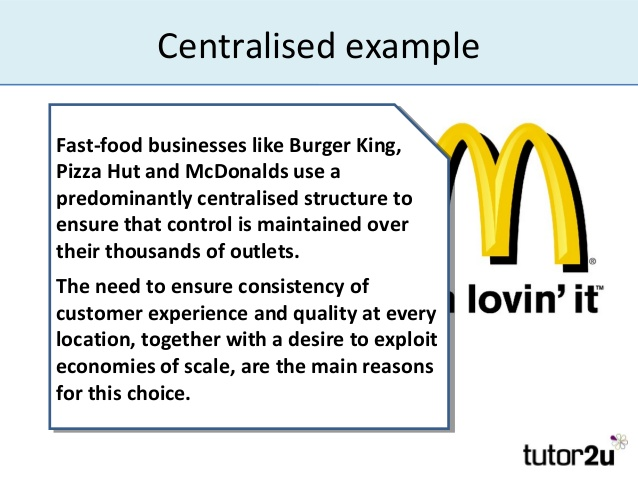 Centralised example
Fast-food businesses like Burger King,
Pizza Hut and McDonalds use a
predominantly centralised structure to
ensure that control is maintained over
their thousands of outlets.
The need to ensure consistency of
customer experience and quality at every
location, together with a desire to exploit
economies of scale, are the main reasons
for this choice.
lovin' it™
®
tutor2u